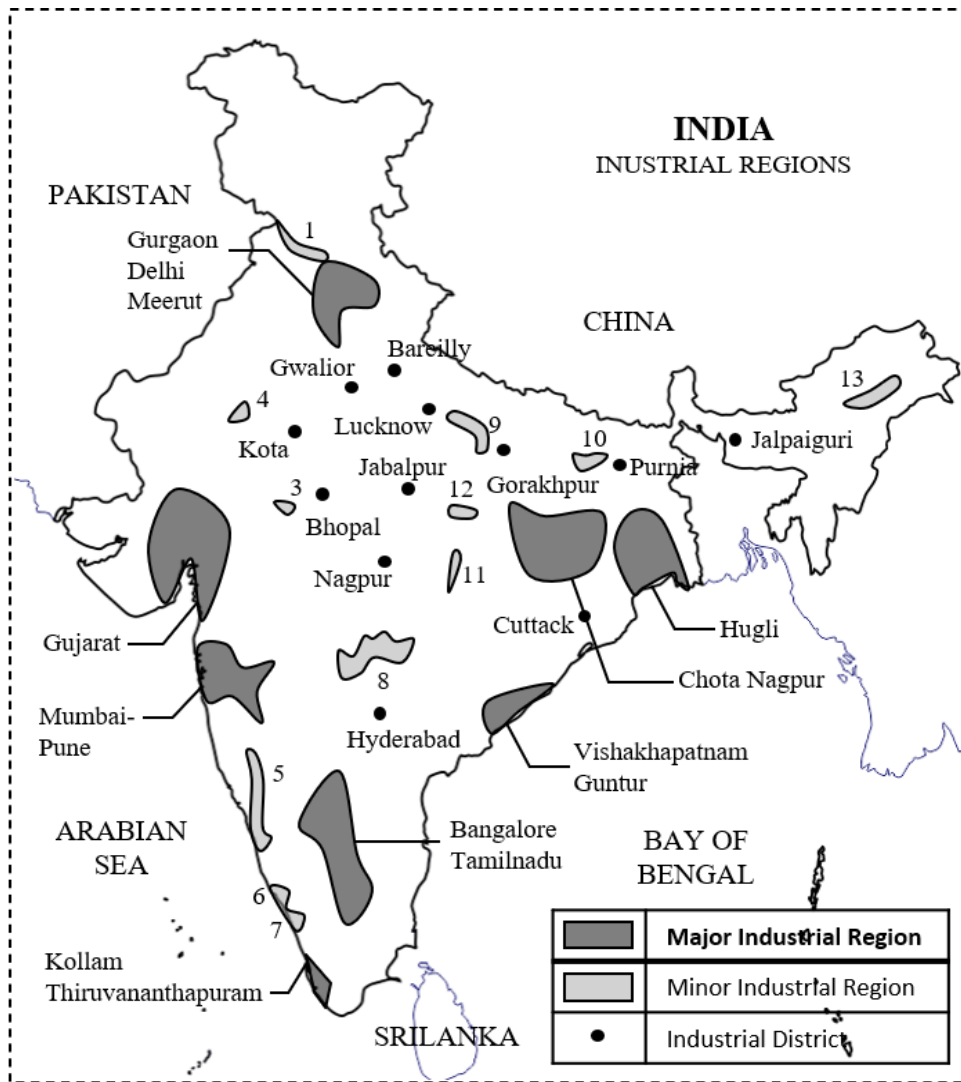 INDIA
INUSTRIAL REGIONS
PAKISTAN
1
Gurgaon
Delhi
Meerut
CHINA
Bareilly
Gwalior
13
4
Lucknow
9
Kota
10
Jalpaiguri
Jabalpur
Purnia
Gorakhpur
3
12
Bhopal
Nagpur
11
Cuttack
Hugli
Gujarat
8
Chota Nagpur
Mumbai-
Pune
Hyderabad
Vishakhapatnam
Guntur
5
ARABIAN
SEA
Bangalore
Tamilnadu
BAY OF
BENGAL
6
7
Kollam
Thiruvananthapuram
SRILANKA
Major Industrial Region
Minor Industrial Region
Industrial District